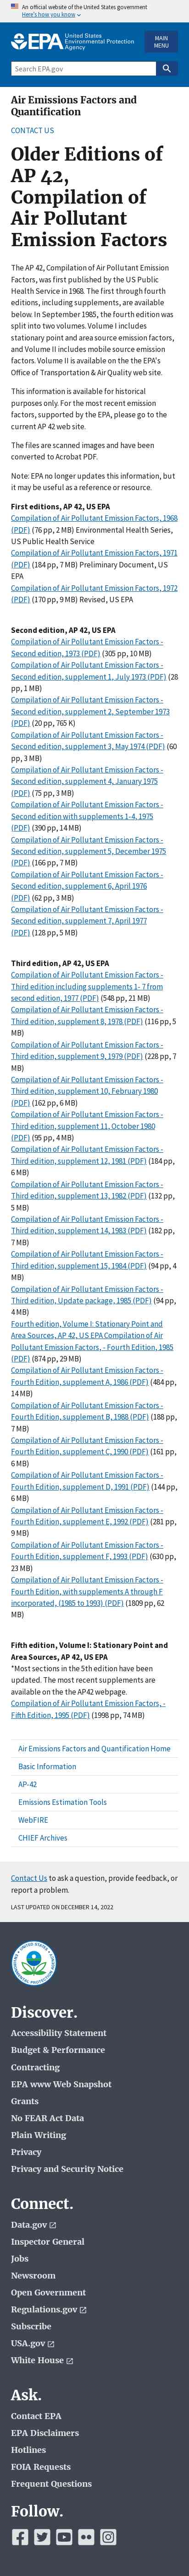 An official website of the United States government
Here's how you know
EPA
United States
Environmental Protection
Agency
MAIN
MENU
Search EPA.gov
Air Emissions Factors and
Quantification
CONTACT US
Older Editions of
AP 42,
Compilation of
Air Pollutant
Emission Factors
The AP 42, Compilation of Air Pollutant Emission
Factors, was originally published by the US Public
Health Service in 1968. The first few editions,
including the original 1968 version, are available
below. In September 1985, the fourth edition
was split into two volumes: volume I contains
stationary point and area source emission
factors, and volume II includes mobile sources,
and volume II is available on the EPA's
Office of Transportation and Air Quality website.
This information is available for historical
purposes. For the most current
emission factors, please go to the
current AP 42 web site.
The files are scanned images and have been
converted to Acrobat PDF.
Note: EPA no longer updates this information, but
it may be useful as a reference or resource.
First editions, AP 42, US EPA
Compilation of Air Pollutant Emission Factors, 1968
(PDF) (76 pp, 2 MB) Environmental Health Series,
US Public Health Service
Compilation of Air Pollutant Emission Factors, 1971
(PDF) (184 pp, 7 MB) Preliminary Document,
US EPA
Compilation of Air Pollutant Emission Factors, 1972
(PDF) (170 pp, 9 MB) Revised, US EPA
Second edition, AP 42, US EPA
Compilation of Air Pollutant Emission Factors -
Second edition, 1973 (PDF) (305 pp, 10 MB)
Compilation of Air Pollutant Emission Factors -
Second edition, supplement 1, July 1973 (PDF) (28
pp, 1 MB)
Compilation of Air Pollutant Emission Factors -
Second edition, supplement 2, September 1973
(PDF) (20 pp, 765 K)
Compilation of Air Pollutant Emission Factors -
Second edition, supplement 3, May 1974 (PDF) (60
pp, 3 MB)
Compilation of Air Pollutant Emission Factors -
Second edition, supplement 4, January 1975
(PDF) (75 pp, 3 MB)
Compilation of Air Pollutant Emission Factors -
Second edition with supplements 1-4, 1975
(PDF) (390 pp, 14 MB)
Compilation of Air Pollutant Emission Factors -
Second edition, supplement 5, December 1975
(PDF) (166 pp, 7 MB)
Compilation of Air Pollutant Emission Factors -
Second edition, supplement 6, April 1976
(PDF) (62 pp, 3 MB)
Compilation of Air Pollutant Emission Factors -
Second edition, supplement 7, April 1977
(PDF) (128 pp, 5 MB)
Third edition, AP 42, US EPA
Compilation of Air Pollutant Emission Factors -
Third edition including supplements 1-7 from
second edition, 1977 (PDF) (548 pp, 21 MB)
Compilation of Air Pollutant Emission Factors -
Third edition, supplement 8, 1978 (PDF) (116 pp, 5
MB)
Compilation of Air Pollutant Emission Factors -
Third edition, supplement 9, 1979 (PDF) (228 pp, 7
MB)
Compilation of Air Pollutant Emission Factors -
Third edition, supplement 10, February 1980
(PDF) (162 pp, 6 MB)
Compilation of Air Pollutant Emission Factors -
Third edition, supplement 11, October 1980
(PDF) (95 pp, 4 MB)
Compilation of Air Pollutant Emission Factors -
Third edition, supplement 12, 1981 (PDF) (184 pp,
6 MB)
Compilation of Air Pollutant Emission Factors -
Third edition, supplement 13, 1982 (PDF) (132 pp,
5 MB)
Compilation of Air Pollutant Emission Factors -
Third edition, supplement 14, 1983 (PDF) (182 pp,
7 MB)
Compilation of Air Pollutant Emission Factors -
Third edition, supplement 15, 1984 (PDF) (94 pp, 4
MB)
Compilation of Air Pollutant Emission Factors -
Third edition, Update package, 1985 (PDF) (94 pp,
4 MB)
Fourth edition, Volume I: Stationary Point and
Area Sources, AP 42, US EPA Compilation of Air
Pollutant Emission Factors, - Fourth Edition, 1985
(PDF) (874 pp, 39 MB)
Compilation of Air Pollutant Emission Factors -
Fourth Edition, supplement A, 1986 (PDF) (484 pp,
14 MB)
Compilation of Air Pollutant Emission Factors -
Fourth Edition, supplement B, 1988 (PDF) (188 pp,
7 MB)
Compilation of Air Pollutant Emission Factors -
Fourth Edition, supplement C, 1990 (PDF) (161 pp,
6 MB)
Compilation of Air Pollutant Emission Factors -
Fourth Edition, supplement D, 1991 (PDF) (144 pp,
6 MB)
Compilation of Air Pollutant Emission Factors -
Fourth Edition, supplement E, 1992 (PDF) (281 pp,
9 MB)
Compilation of Air Pollutant Emission Factors -
Fourth Edition, supplement F, 1993 (PDF) (630 pp,
23 MB)
Compilation of Air Pollutant Emission Factors -
Fourth Edition, with supplements A through F
incorporated, (1985 to 1993) (PDF) (1809 pp, 62
MB)
Fifth edition, Volume I: Stationary Point and
Area Sources, AP 42, US EPA
*Most sections in the 5th edition have been
updated. The most recently released sections are
available on the AP42 webpage.
Compilation of Air Pollutant Emission Factors, -
Fifth Edition, 1995 (PDF) (1998 pp, 74 MB)
Air Emissions Factors and Quantification Home
Basic Information
AP-42
Emissions Estimation Tools
WebFIRE
CHIEF Archives
Contact Us to ask a question, provide feedback, or
report a problem.
LAST UPDATED ON DECEMBER 14, 2022
Discover.
Accessibility Statement
Budget & Performance
Contracting
EPA www Web Snapshot
Grants
No FEAR Act Data
Plain Writing
Privacy
Privacy and Security Notice
Connect.
Data.gov
Inspector General
Jobs
Newsroom
Open Government
Regulations.gov
Subscribe
USA.gov
White House
Ask.
Contact EPA
EPA Disclaimers
Hotlines
FOIA Requests
Frequent Questions
Follow.